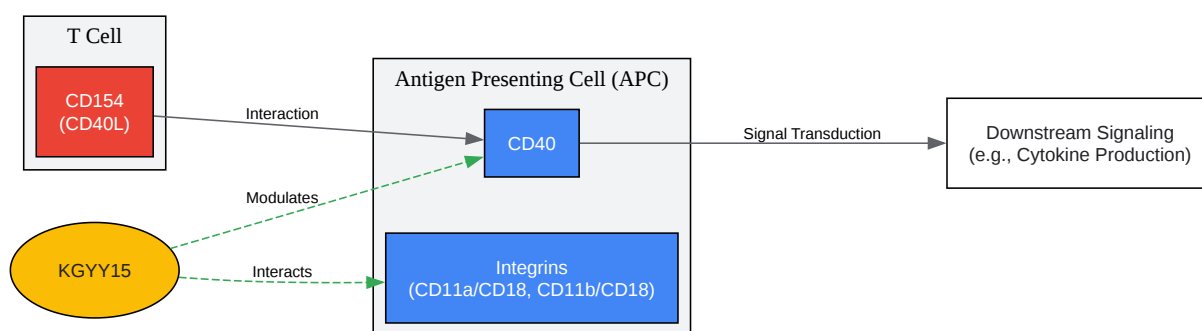 T Cell
CD154
(CD40L)
Interaction
Antigen Presenting Cell (APC)
CD40
Signal Transduction
Downstream Signaling
(e.g., Cytokine Production)
Modulates
KGYY15
Interacts
Integrins
(CD11a/CD18, CD11b/CD18)